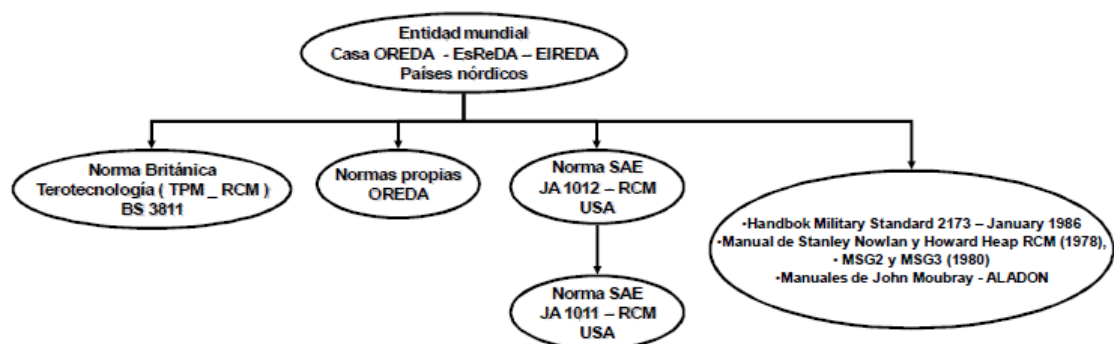 Entidad mundial
Casa OREDA - EsReDA – EIREDA
Países nórdicos
Norma Británica
Terotecnología ( TPM _ RCM )
BS 3811
Normas propias
OREDA
Norma SAE
JA 1012 – RCM
USA
•Handbok Military Standard 2173 – January 1986
•Manual de Stanley Nowlan y Howard Heap RCM (1978),
• MSG2 y MSG3 (1980)
•Manuales de John Moubray - ALADON
Norma SAE
JA 1011 – RCM
USA